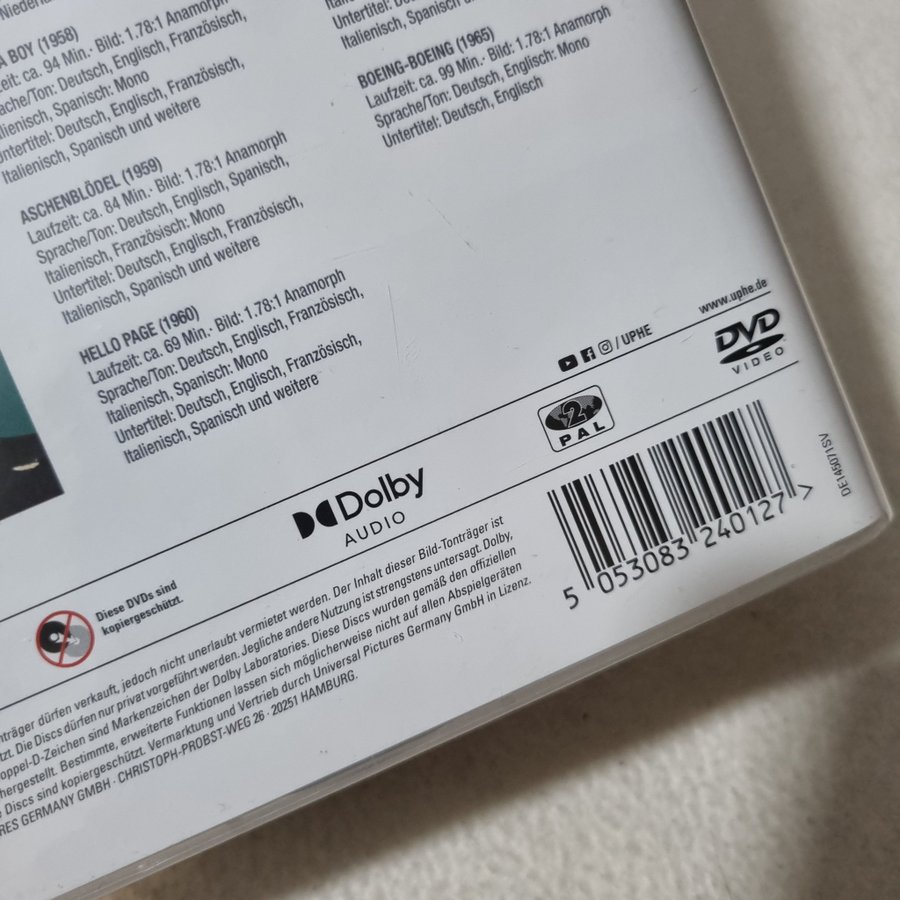 Niederlän
A BOY (1958)
zeit: ca. 94 Min. · Bild: 1.78:1 Anamorph
ache/Ton: Deutsch, Englisch, Französisch,
lienisch, Spanisch: Mono
ntertitel: Deutsch, Englisch, Französisch,
Italienisch, Spanisch und weitere
ASCHENBLÖDEL (1959)
Laufzeit: ca. 84 Min. · Bild: 1.78:1 Anamorph
Sprache/Ton: Deutsch, Englisch, Spanisch,
Italienisch, Französisch: Mono
Untertitel: Deutsch, Englisch, Französisch,
Italienisch, Spanisch und weitere
HELLO PAGE (1960)
Laufzeit: ca. 69 Min. · Bild: 1.78:1 Anamorph
Sprache/Ton: Deutsch, Englisch, Französisch,
Italienisch, Spanisch: Mono
Untertitel: Deutsch, Englisch, Französisch,
Italienisch, Spanisch und weitere
Untertitel: Deutsch,
Italienisch, Spanisch
BOEING-BOEING (1965)
Laufzeit: ca. 99 Min. · Bild: 1.78:1 Anamorph
Sprache/Ton: Deutsch, Englisch: Mono
Untertitel: Deutsch, Englisch
/ UPHE
www.uphe.de
DVD
VIDEO
2+
PAL
Dolby
AUDIO
DE145071SV
5 053083 240127 >
Diese DVDs sind
kopiergeschützt.
nträger dürfen verkauft, jedoch nicht unerlaubt vermietet werden. Der Inhalt dieser Bild-Tonträger ist
tzt. Die Discs dürfen nur privat vorgeführt werden. Jegliche andere Nutzung ist strengstens untersagt. Dolby,
oppel-D-Zeichen sind Markenzeichen der Dolby Laboratories. Diese Discs wurden gemäß den offiziellen
hergestellt. Bestimmte, erweiterte Funktionen lassen sich möglicherweise nicht auf allen Abspielgeräten
Discs sind kopiergeschützt. Vermarktung und Vertrieb durch Universal Pictures Germany GmbH in Lizenz.
RES GERMANY GMBH · CHRISTOPH-PROBST-WEG 26 · 20251 HAMBURG.